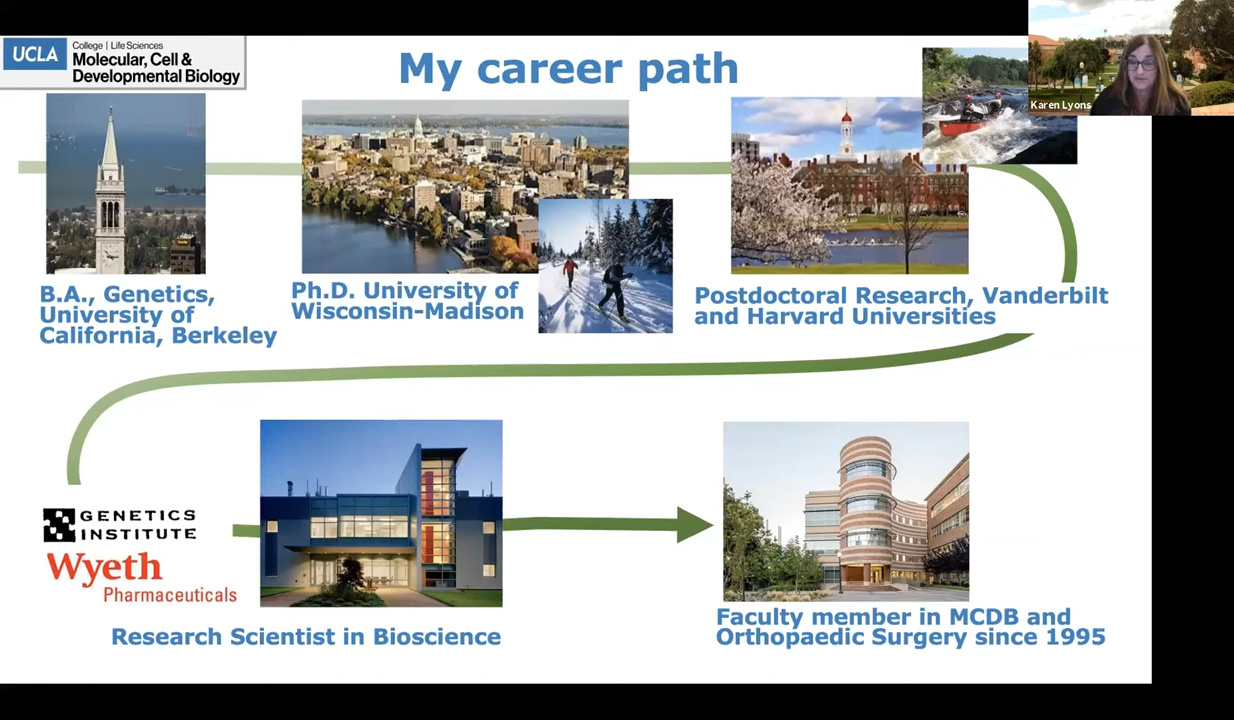 UCLA
College | Life Sciences
Molecular, Cell &
Developmental Biology
My career path
Karen Lyons
B.A., Genetics,
University of
California, Berkeley
Ph.D. University of
Wisconsin-Madison
Postdoctoral Research, Vanderbilt
and Harvard Universities
GENETICS
INSTITUTE
Wyeth
Pharmaceuticals
Research Scientist in Bioscience
Faculty member in MCDB and
Orthopaedic Surgery since 1995